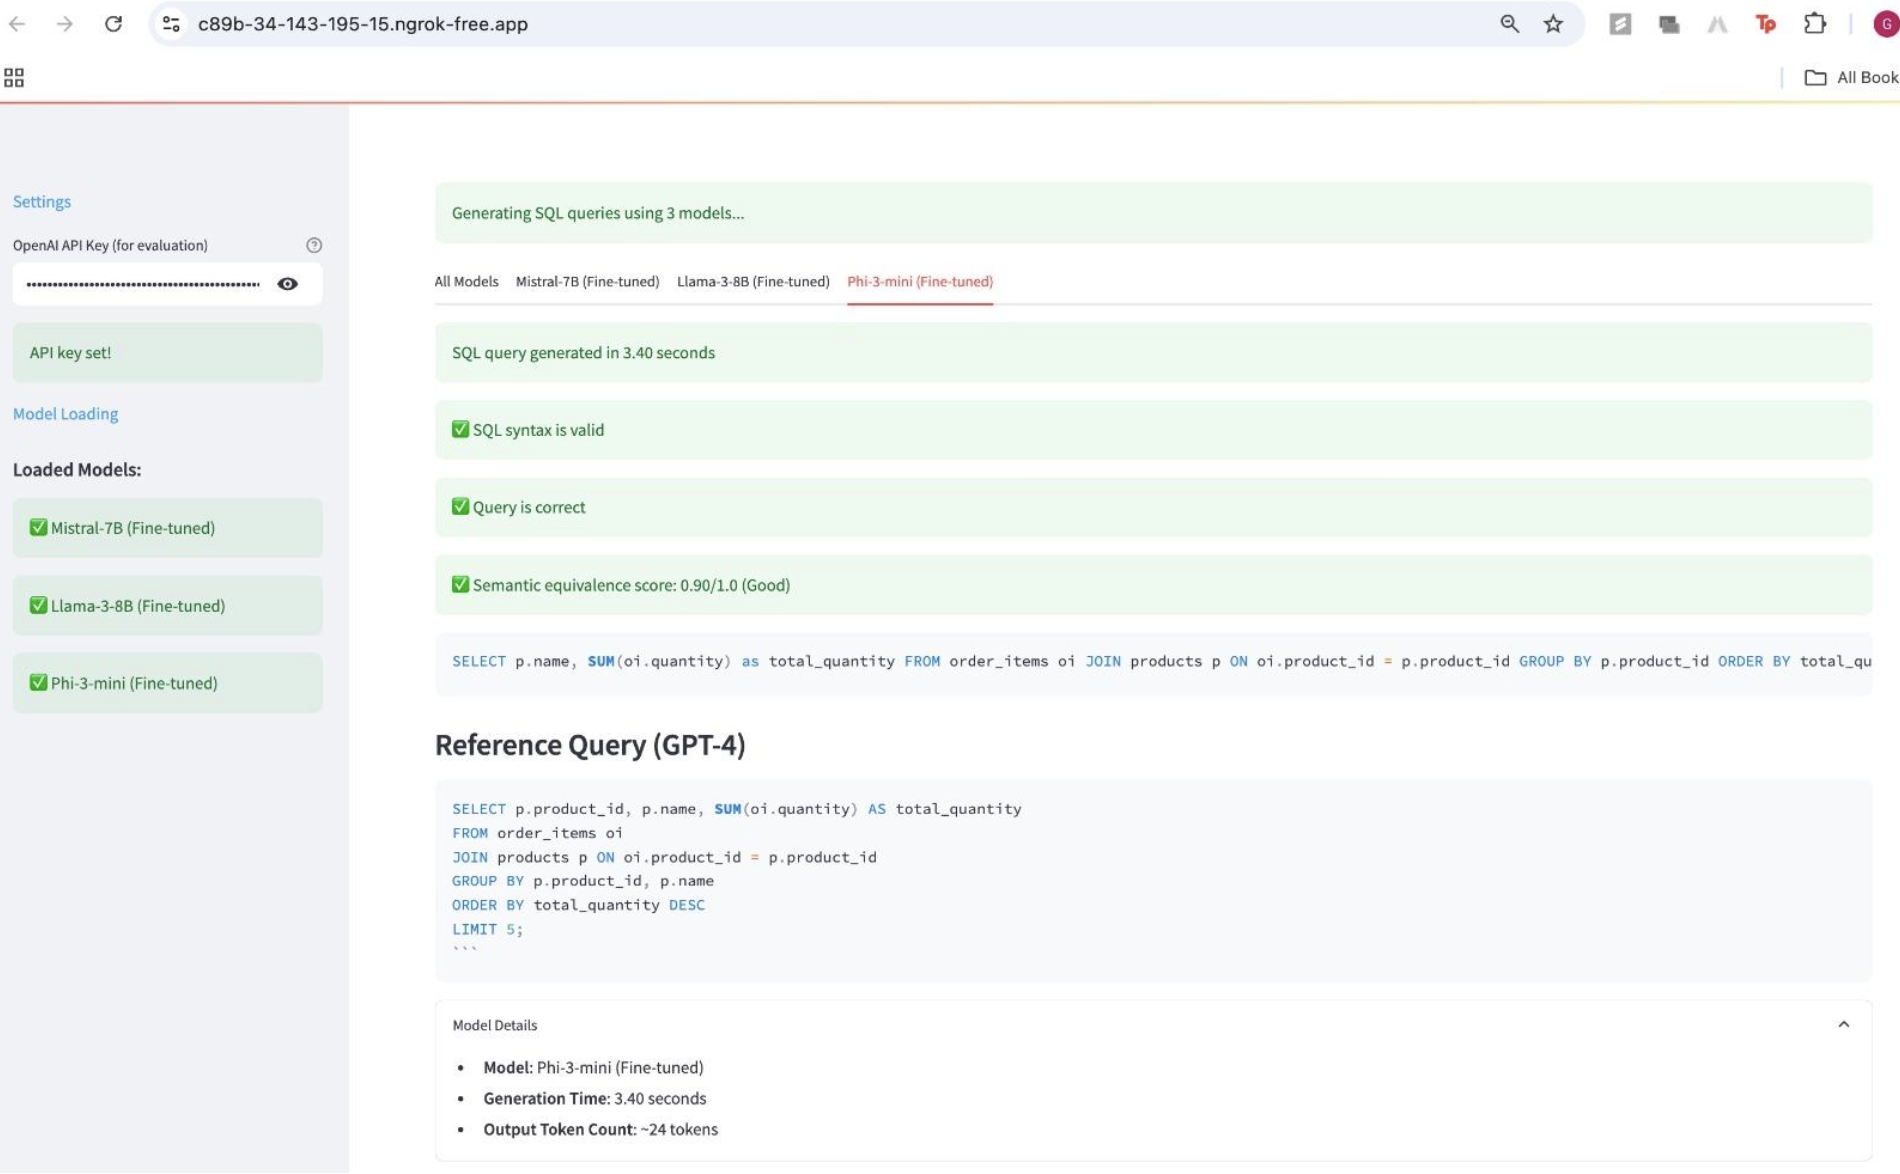 c89b-34-143-195-15.ngrok-free.app
Tp
G
All Book
Settings
OpenAI API Key (for evaluation)
API key set!
Model Loading
Loaded Models:
Mistral-7B (Fine-tuned)
Llama-3-8B (Fine-tuned)
Phi-3-mini (Fine-tuned)
Generating SQL queries using 3 models...
All Models Mistral-7B (Fine-tuned) Llama-3-8B (Fine-tuned) Phi-3-mini (Fine-tuned)
SQL query generated in 3.40 seconds
SQL syntax is valid
Query is correct
Semantic equivalence score: 0.90/1.0 (Good)
SELECT p.name, SUM(oi.quantity) as total_quantity FROM order_items oi JOIN products p ON oi.product_id = p.product_id GROUP BY p.product_id ORDER BY total_qu
Reference Query (GPT-4)
SELECT p.product_id, p.name, SUM(oi.quantity) AS total_quantity
FROM order_items oi
JOIN products p ON oi.product_id = p.product_id
GROUP BY p.product_id, p.name
ORDER BY total_quantity DESC
LIMIT 5;
```
Model Details
• Model: Phi-3-mini (Fine-tuned)
• Generation Time: 3.40 seconds
• Output Token Count: ~24 tokens